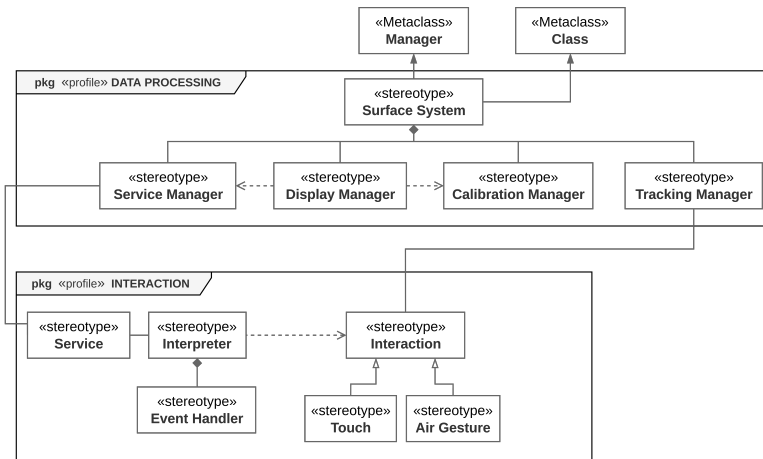 «Metaclass»
Manager
«Metaclass»
Class
pkg «profile» DATA PROCESSING
«stereotype»
Surface System
«stereotype»
Service Manager
«stereotype»
Display Manager
«stereotype»
Calibration Manager
«stereotype»
Tracking Manager
pkg «profile» INTERACTION
«stereotype»
Service
«stereotype»
Interpreter
«stereotype»
Interaction
«stereotype»
Event Handler
«stereotype»
Touch
«stereotype»
Air Gesture